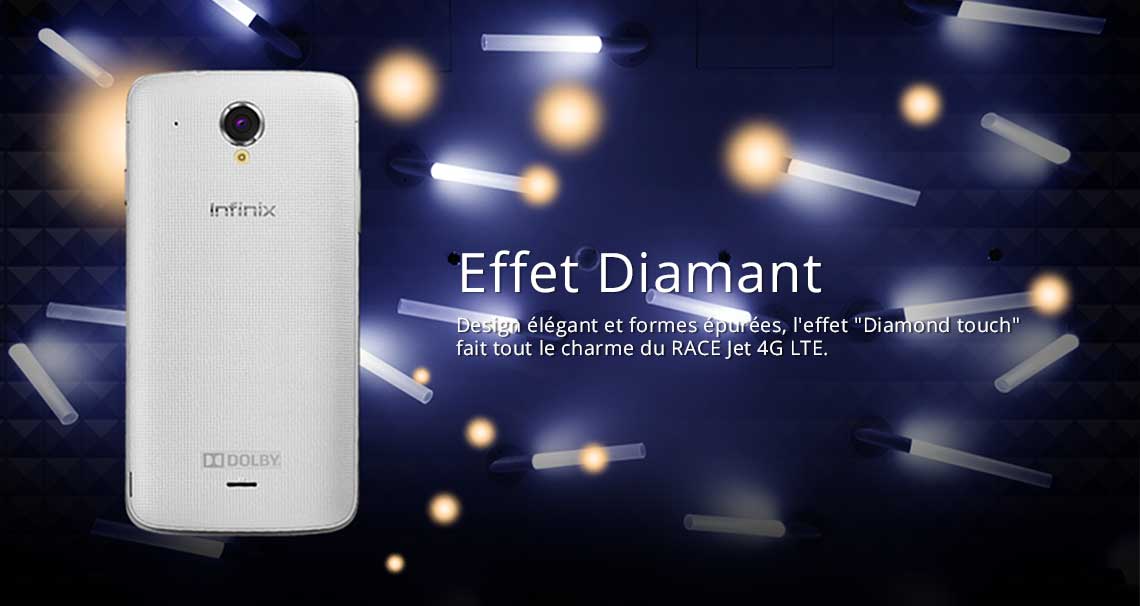 Infinix
Effet Diamant
Design élégant et formes épurées, l'effet "Diamond touch"
fait tout le charme du RACE Jet 4G LTE.
DOLBY